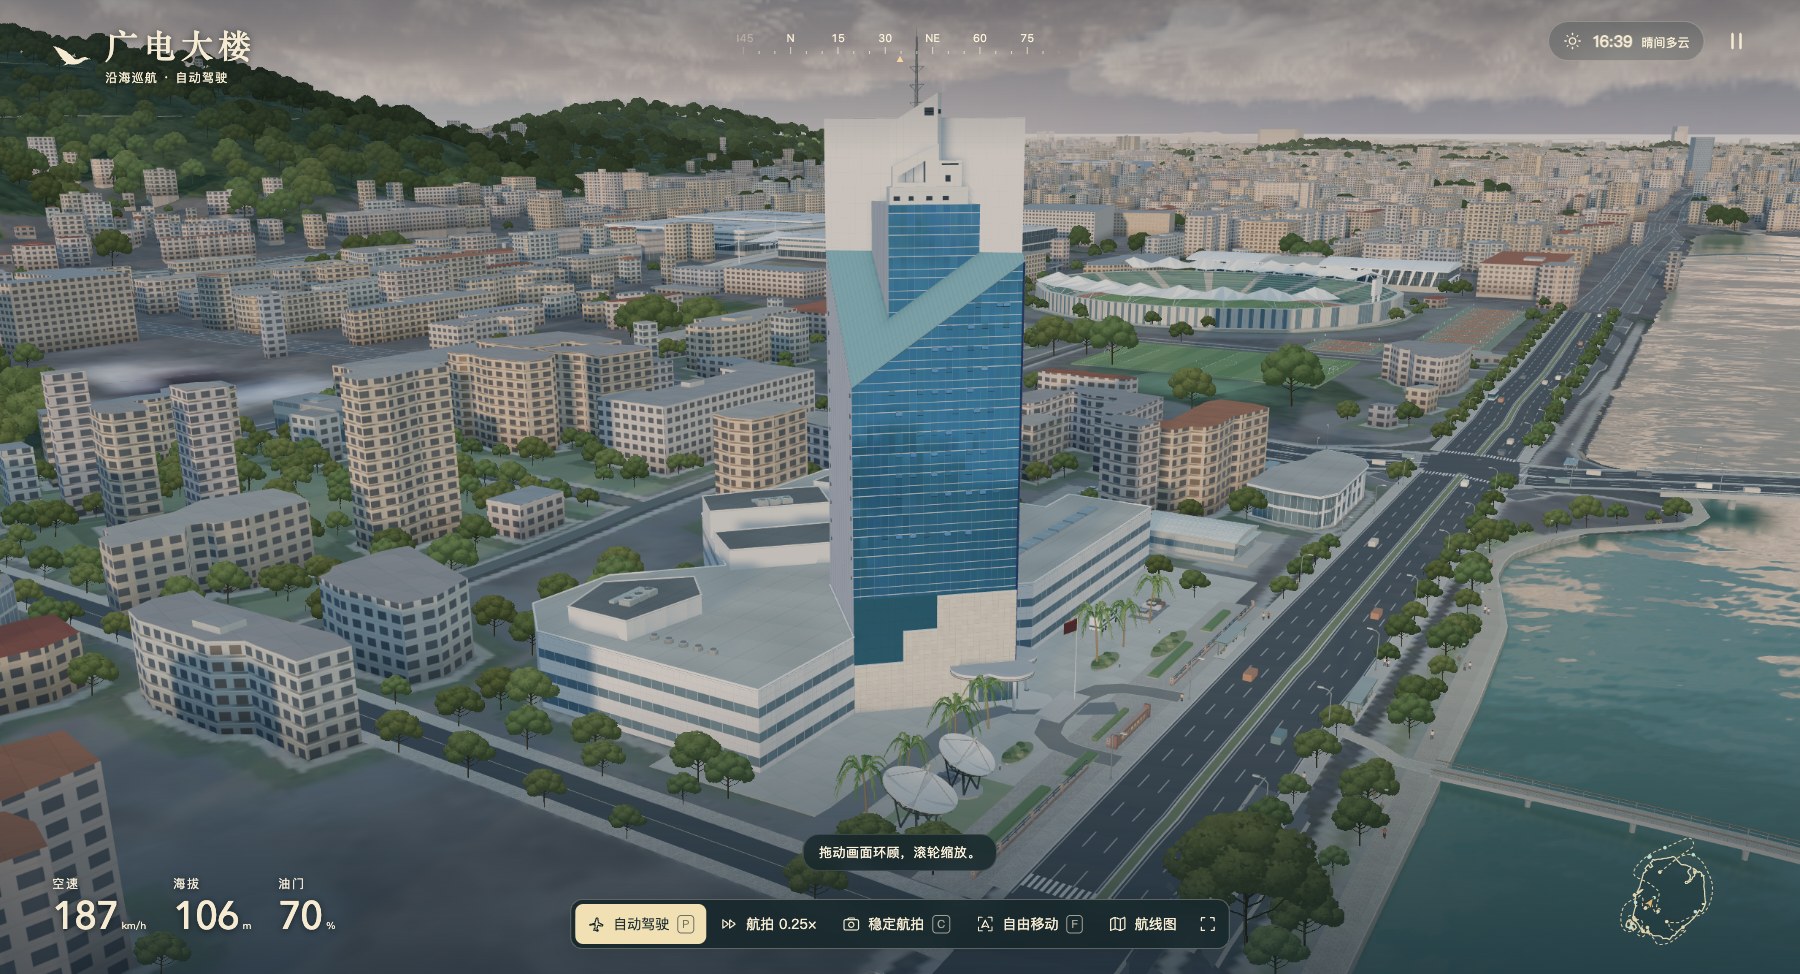 广电大楼
沿海巡航 · 自动驾驶
345 N 15 30 NE 60 75
16:39 晴间多云
拖动画面环顾，滚轮缩放。
空速 海拔 油门
187 km/h 106 m 70 %
自动驾驶 P 航拍 0.25x 稳定航拍 C 自由移动 F 航线图